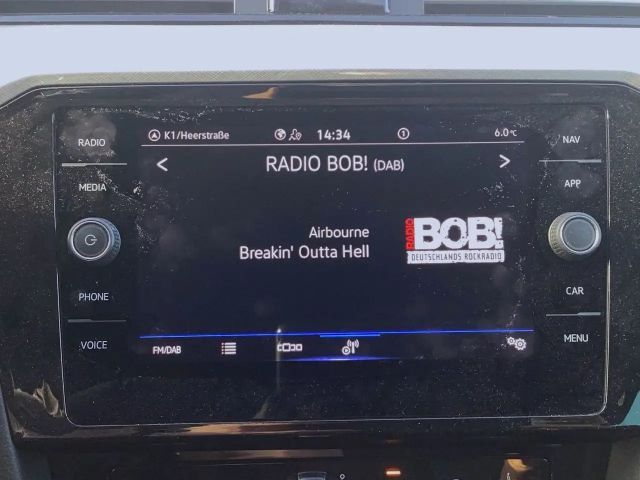 RADIO
MEDIA
PHONE
VOICE
K1/Heerstraße 14:34 6.0°C
< RADIO BOB! (DAB) >
Airbourne
Breakin' Outta Hell
RADIO BOB!
DEUTSCHLANDS ROCKRADIO
FM/DAB
NAV
APP
CAR
MENU